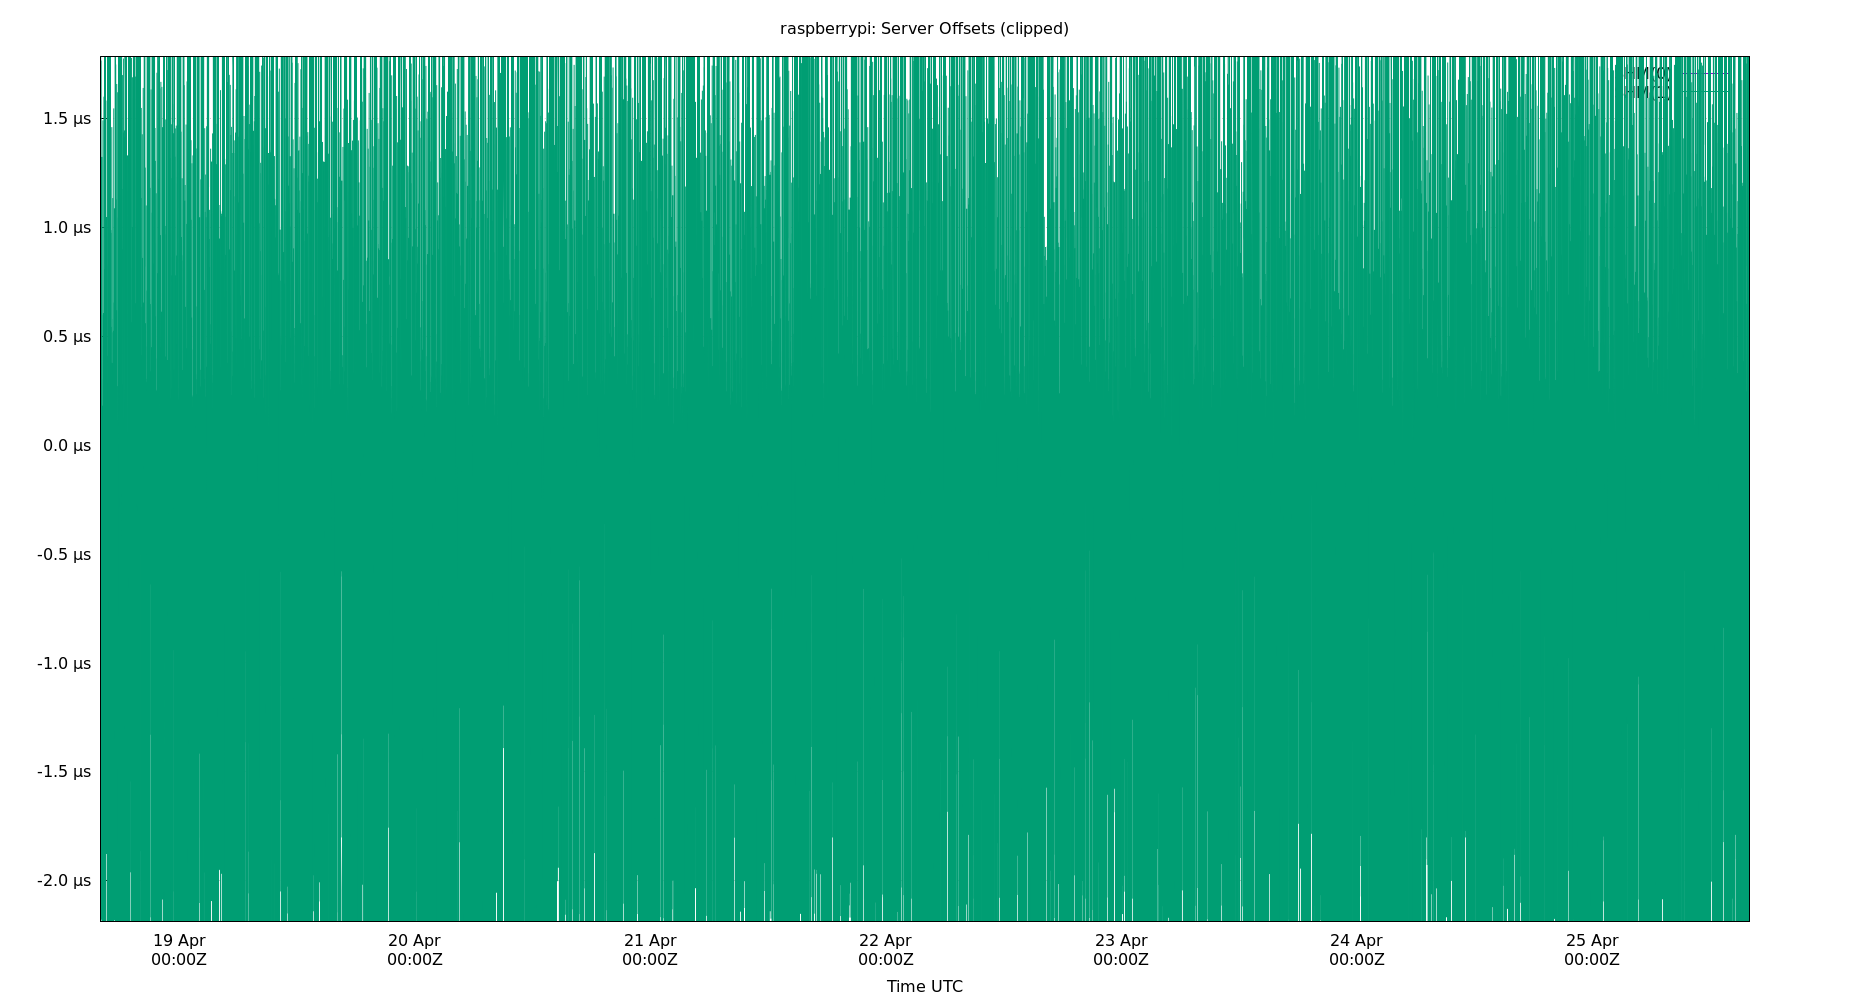 raspberrypi: Server Offsets (clipped)
1.5 µs
1.0 µs
0.5 µs
0.0 µs
-0.5 µs
-1.0 µs
-1.5 µs
-2.0 µs
19 Apr
00:00Z
20 Apr
00:00Z
21 Apr
00:00Z
22 Apr
00:00Z
23 Apr
00:00Z
24 Apr
00:00Z
25 Apr
00:00Z
Time UTC